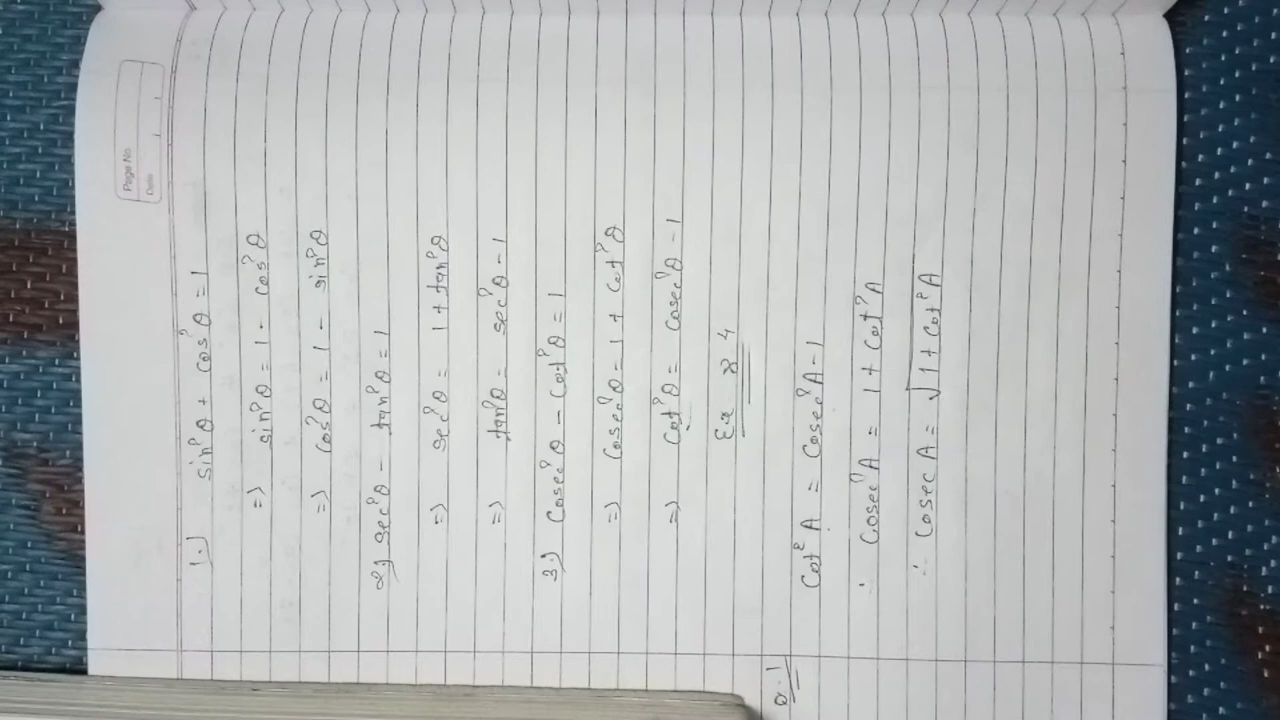 Page No.
Date
1.) sin²θ + cos²θ = 1
=) sin²θ = 1 - cos²θ
=) cos²θ = 1 - sin²θ
2) sec²θ - tan²θ = 1
=) sec²θ = 1 + tan²θ
=) tan²θ = sec²θ - 1
3.) Cosec²θ - Cot²θ = 1
=) Cosec²θ = 1 + cot²θ
=) Cot²θ = cosec²θ - 1
Ex 8.4
Q.1 Cot²A = Cosec²A - 1
∴ Cosec²A = 1 + Cot²A
∴ Cosec A = √1 + Cot²A